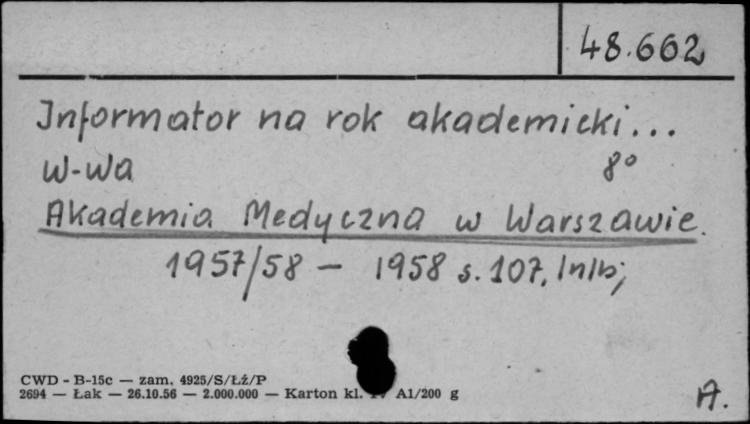 48.662
Informator na rok akademicki...
W-wa 8°
Akademia Medyczna w Warszawie.
1957/58 — 1958 s. 107, 1nlb;
CWD - B-15c — zam. 4925/S/Łź/P
2694 — Łak — 26.10.56 — 2.000.000 — Karton kl. A1/200 g
A.